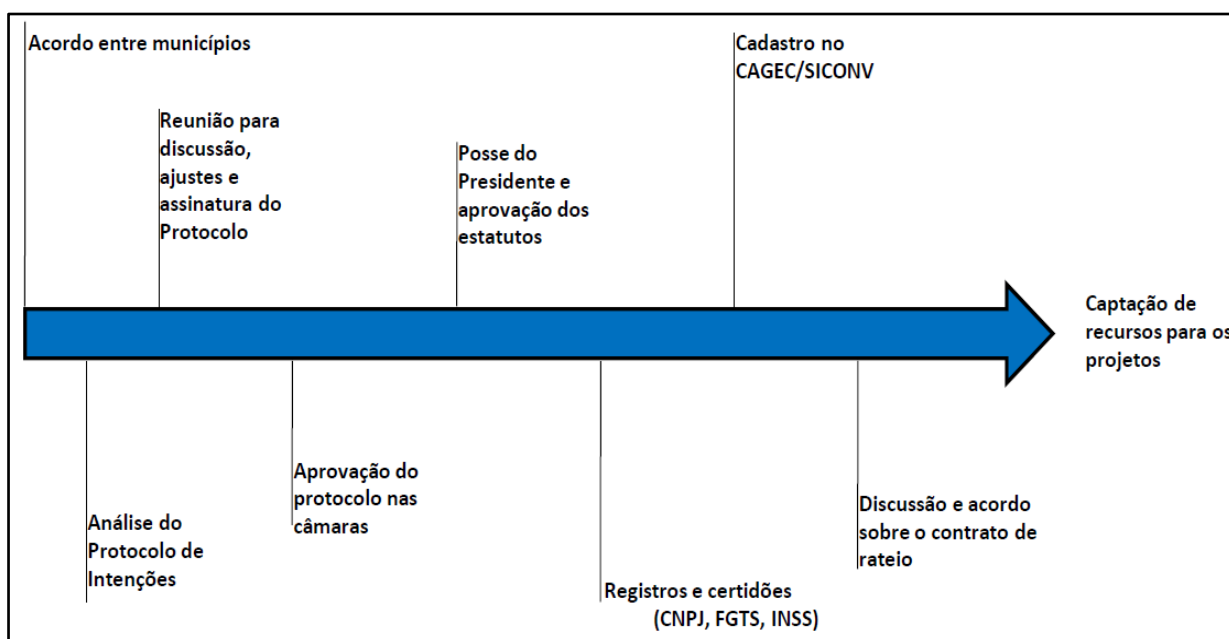 Acordo entre municípios
Cadastro no
CAGEC/SICONV
Reunião para
discussão,
ajustes e
assinatura do
Protocolo
Posse do
Presidente e
aprovação dos
estatutos
Captação de
recursos para os
projetos
Análise do
Protocolo de
Intenções
Aprovação do
protocolo nas
câmaras
Registros e certidões
(CNPJ, FGTS, INSS)
Discussão e acordo
sobre o contrato de
rateio